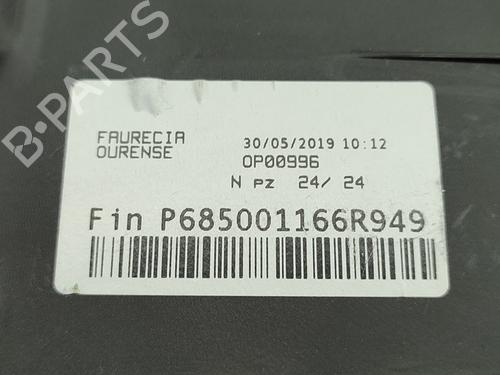 B-PARTS
FAURECIA
OURENSE
30/05/2019 10:12
OP00996
N pz 24/ 24
Fin P685001166R949